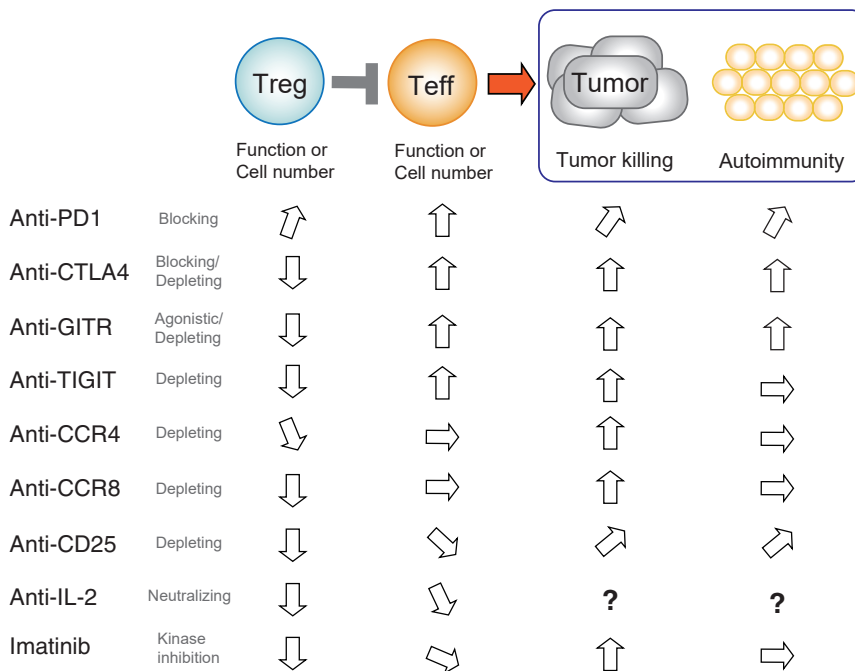 Treg
Teff
Tumor
Function or
Cell number
Function or
Cell number
Tumor killing
Autoimmunity
Anti-PD1 Blocking
Anti-CTLA4 Blocking/
Depleting
Anti-GITR Agonistic/
Depleting
Anti-TIGIT Depleting
Anti-CCR4 Depleting
Anti-CCR8 Depleting
Anti-CD25 Depleting
Anti-IL-2 Neutralizing ? ?
Imatinib Kinase
inhibition